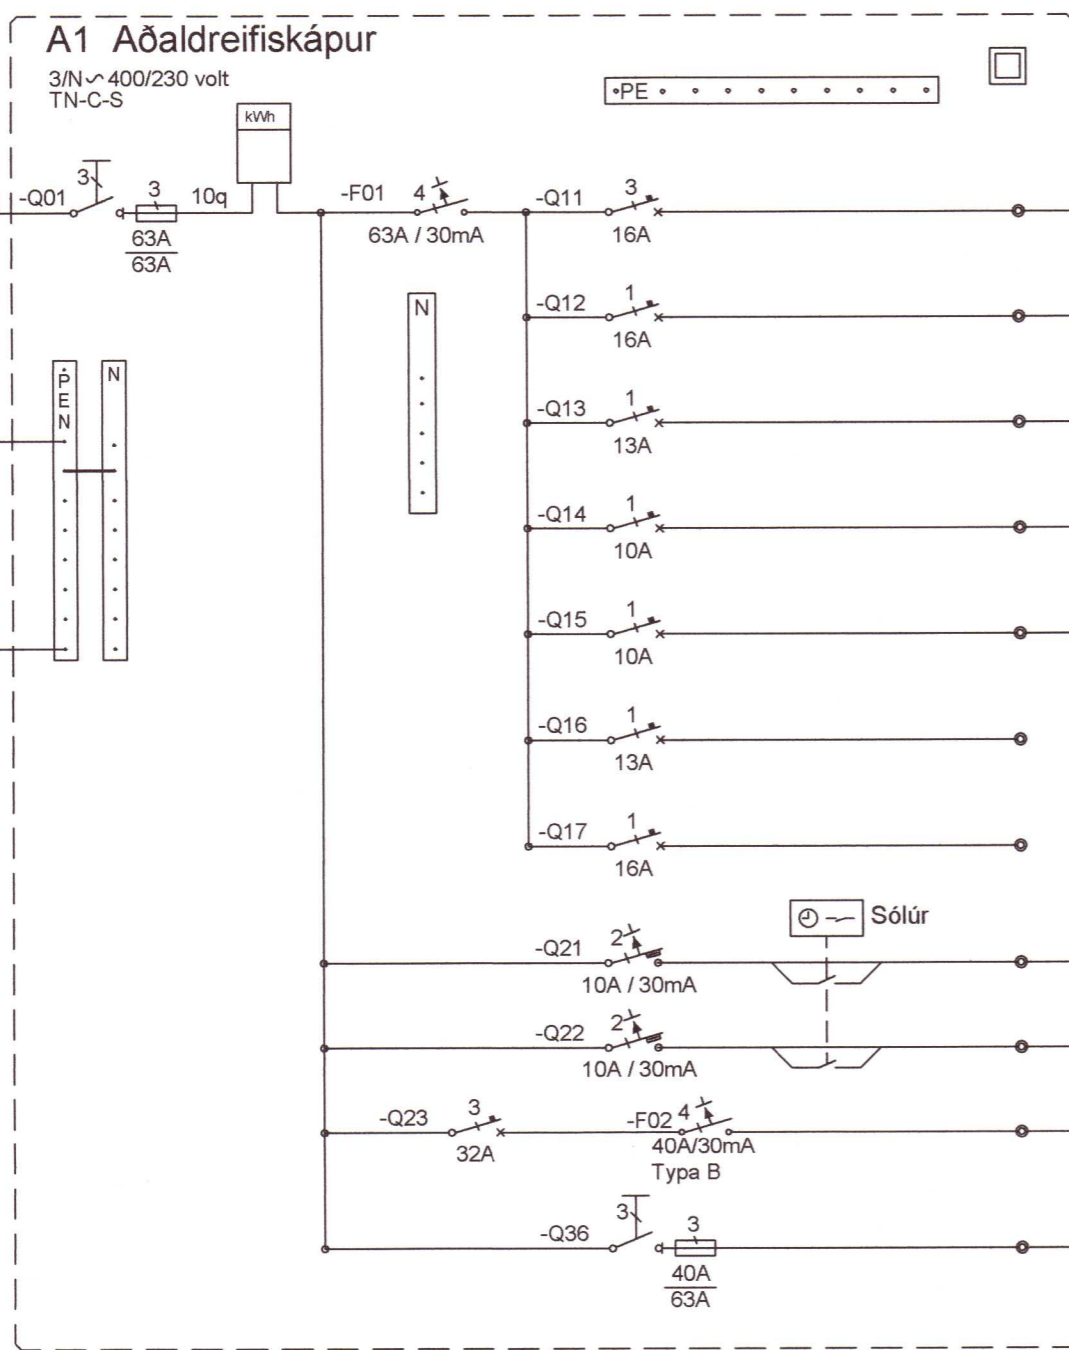 A1 Aðaldreifiskápur
3/N~ 400/230 volt
TN-C-S
kWh
PE
-Q01
3
3
10q
63A
63A
-F01
4
63A / 30mA
-Q11
3
16A
N
-Q12
1
16A
PEN
N
-Q13
1
13A
-Q14
1
10A
-Q15
1
10A
-Q16
1
13A
-Q17
1
16A
Sólúr
-Q21
2
10A / 30mA
-Q22
2
10A / 30mA
-Q23
3
32A
-F02
4
40A/30mA
Typa B
-Q36
3
3
40A
63A